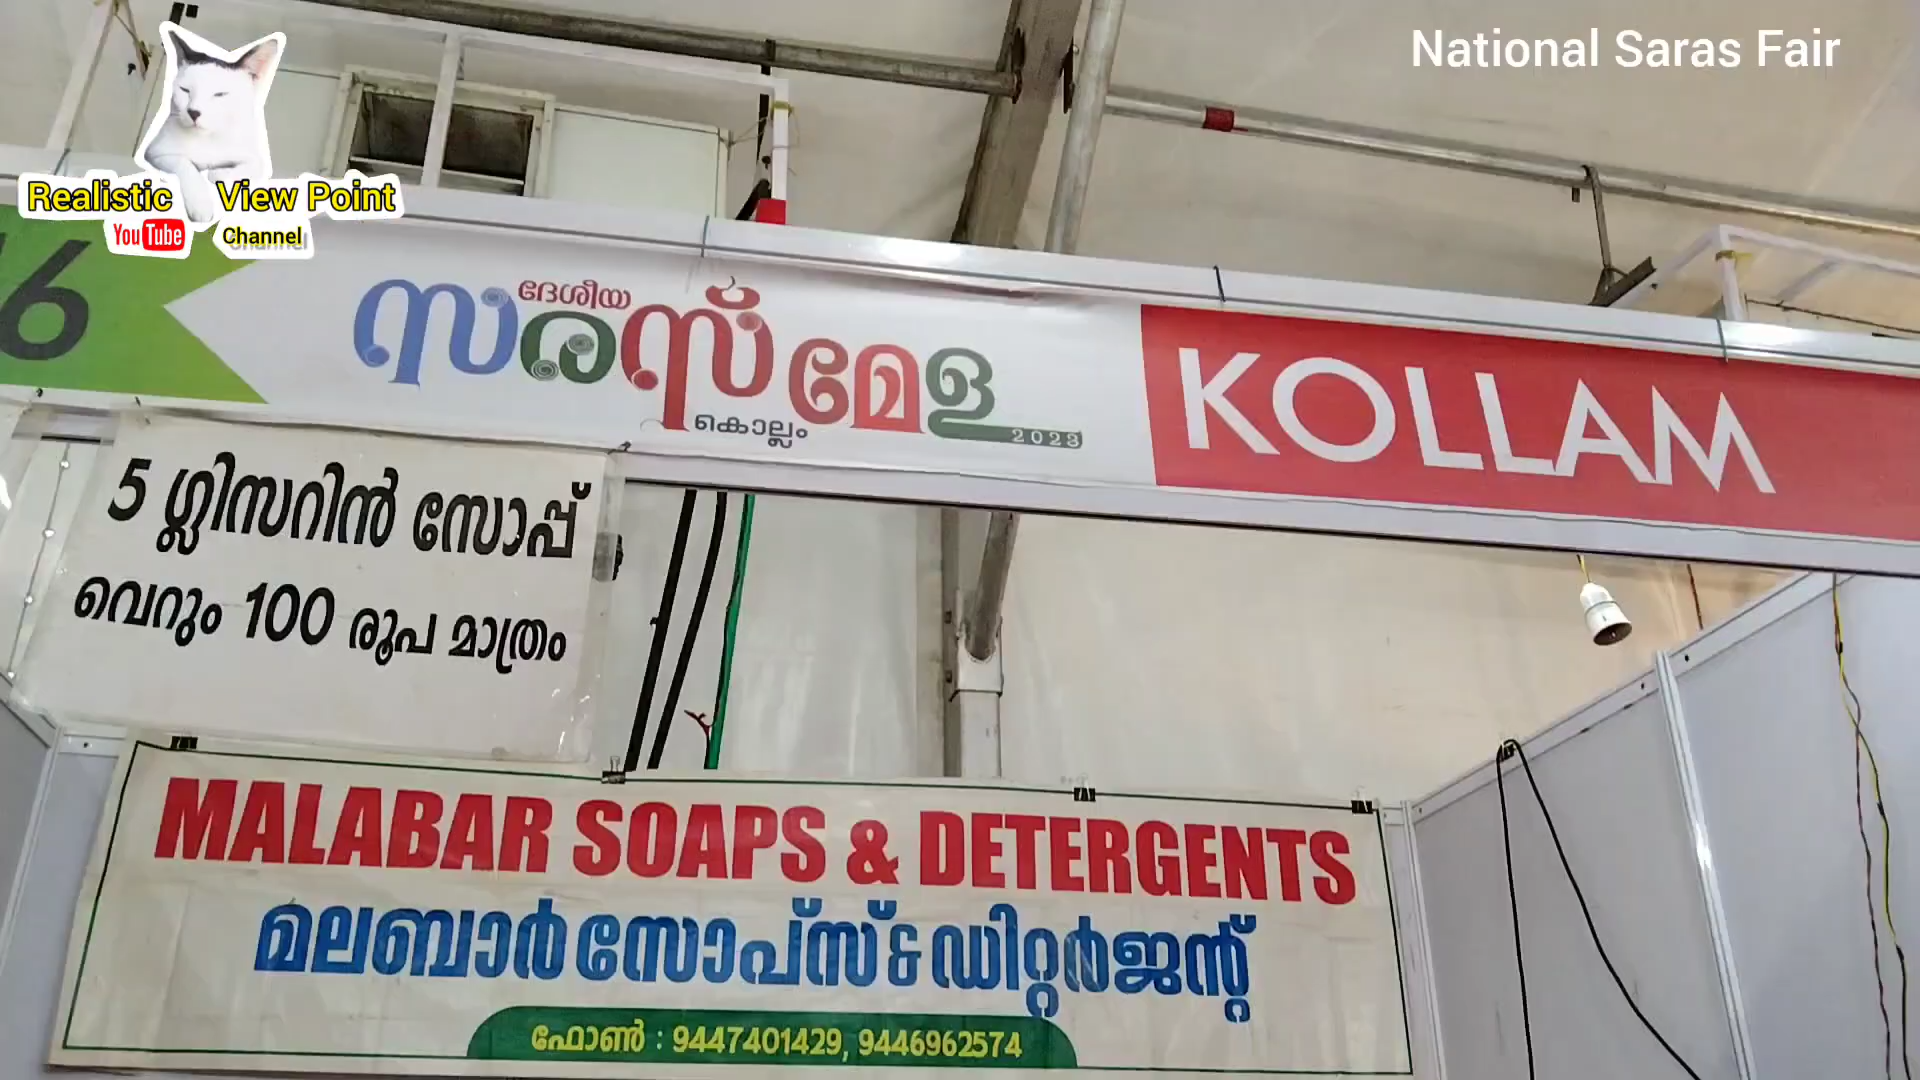 National Saras Fair
Realistic View Point
YouTube Channel
6
ദേശീയ
സരസ് മേള
കൊല്ലം
2023
KOLLAM
5 ഗ്ലിസറിൻ സോപ്പ്
വെറും 100 രൂപ മാത്രം
MALABAR SOAPS & DETERGENTS
മലബാർ സോപ്സ് & ഡിറ്റർജന്റ്
ഫോൺ : 9447401429, 9446962574